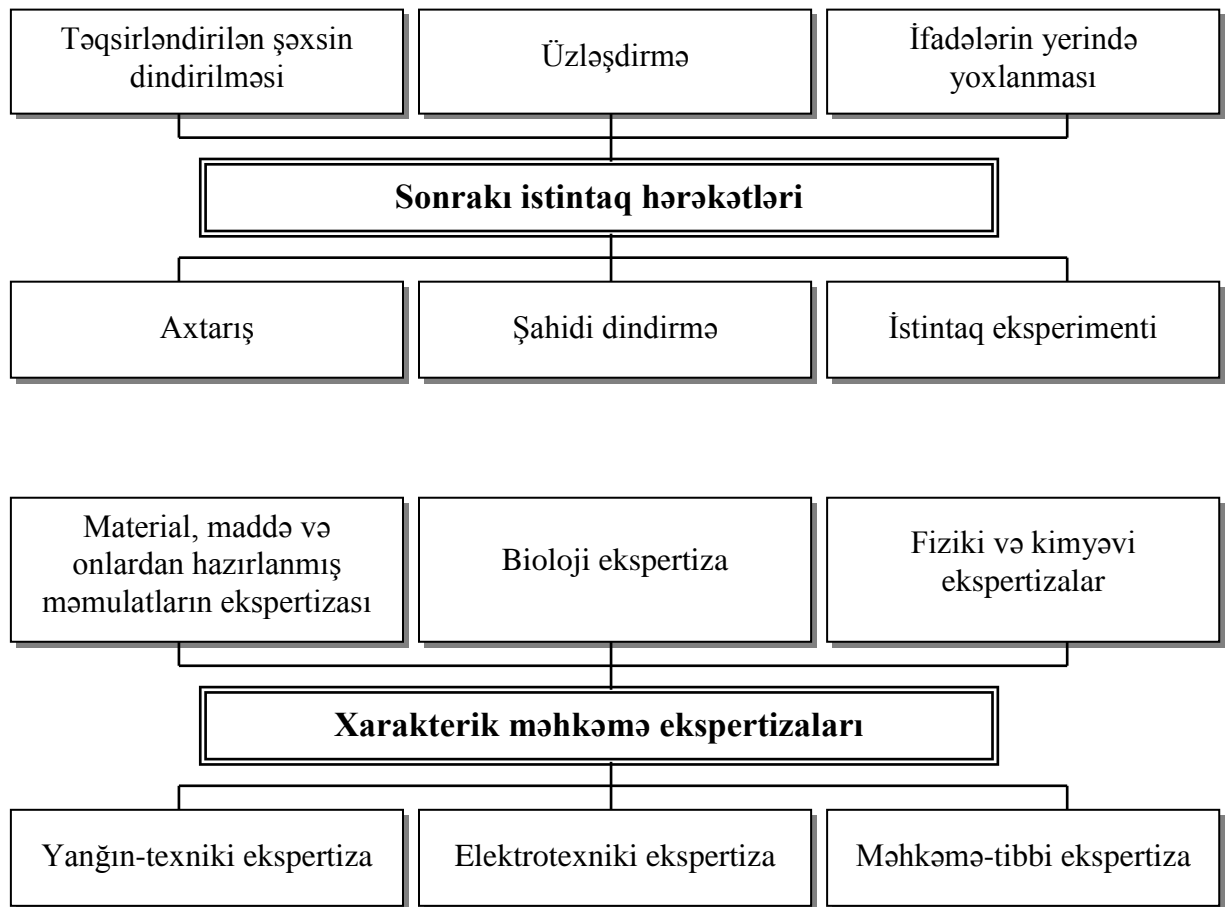 Təqsirləndirilən şəxsin
dindirilməsi
Üzləşdirmə
İfadələrin yerində
yoxlanması
Sonrakı istintaq hərəkətləri
Axtarış
Şahidi dindirmə
İstintaq eksperimenti
Material, maddə və
onlardan hazırlanmış
məmulatların ekspertizası
Bioloji ekspertiza
Fiziki və kimyəvi
ekspertizalar
Xarakterik məhkəmə ekspertizaları
Yanğın-texniki ekspertiza
Elektrotexniki ekspertiza
Məhkəmə-tibbi ekspertiza